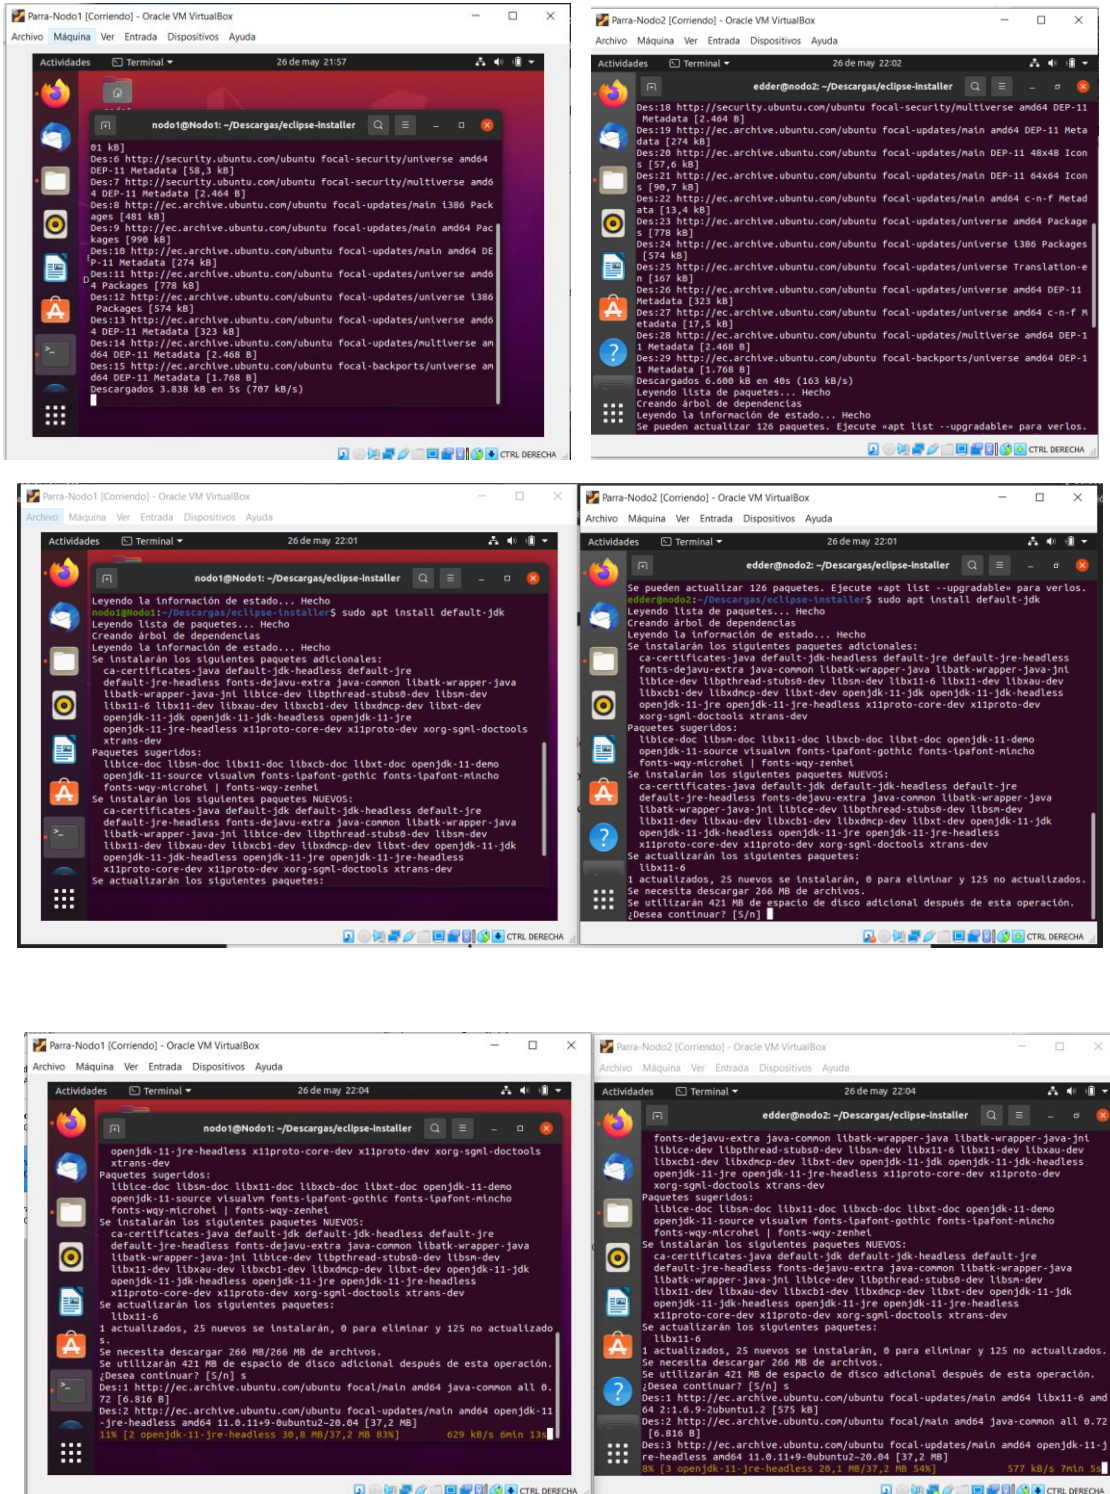 Parra-Nodo1 [Corriendo] - Oracle VM VirtualBox
Archivo Máquina Ver Entrada Dispositivos Ayuda
Actividades Terminal 26 de may 21:57
nodo1@Nodo1: ~/Descargas/eclipse-installer
01 kB]
Des:6 http://security.ubuntu.com/ubuntu focal-security/universe amd64
DEP-11 Metadata [58,3 kB]
Des:7 http://security.ubuntu.com/ubuntu focal-security/multiverse amd6
4 DEP-11 Metadata [2.464 B]
Des:8 http://ec.archive.ubuntu.com/ubuntu focal-updates/main i386 Pack
ages [481 kB]
Des:9 http://ec.archive.ubuntu.com/ubuntu focal-updates/main amd64 Pac
kages [990 kB]
Des:10 http://ec.archive.ubuntu.com/ubuntu focal-updates/main amd64 DE
P-11 Metadata [274 kB]
Des:11 http://ec.archive.ubuntu.com/ubuntu focal-updates/universe amd6
4 Packages [778 kB]
Des:12 http://ec.archive.ubuntu.com/ubuntu focal-updates/universe i386
Packages [574 kB]
Des:13 http://ec.archive.ubuntu.com/ubuntu focal-updates/universe amd6
4 DEP-11 Metadata [323 kB]
Des:14 http://ec.archive.ubuntu.com/ubuntu focal-updates/multiverse am
d64 DEP-11 Metadata [2.468 B]
Des:15 http://ec.archive.ubuntu.com/ubuntu focal-backports/universe am
d64 DEP-11 Metadata [1.768 B]
Descargados 3.838 kB en 5s (707 kB/s)
CTRL DERECHA
Parra-Nodo2 [Corriendo] - Oracle VM VirtualBox
Archivo Máquina Ver Entrada Dispositivos Ayuda
Actividades Terminal 26 de may 22:02
edder@nodo2: ~/Descargas/eclipse-installer
Des:18 http://security.ubuntu.com/ubuntu focal-security/multiverse amd64 DEP-11
Metadata [2.464 B]
Des:19 http://ec.archive.ubuntu.com/ubuntu focal-updates/main amd64 DEP-11 Meta
data [274 kB]
Des:20 http://ec.archive.ubuntu.com/ubuntu focal-updates/main DEP-11 48x48 Icon
s [57,6 kB]
Des:21 http://ec.archive.ubuntu.com/ubuntu focal-updates/main DEP-11 64x64 Icon
s [90,7 kB]
Des:22 http://ec.archive.ubuntu.com/ubuntu focal-updates/main amd64 c-n-f Metad
ata [13,4 kB]
Des:23 http://ec.archive.ubuntu.com/ubuntu focal-updates/universe amd64 Package
s [778 kB]
Des:24 http://ec.archive.ubuntu.com/ubuntu focal-updates/universe i386 Packages
[574 kB]
Des:25 http://ec.archive.ubuntu.com/ubuntu focal-updates/universe Translation-e
n [167 kB]
Des:26 http://ec.archive.ubuntu.com/ubuntu focal-updates/universe amd64 DEP-11
Metadata [323 kB]
Des:27 http://ec.archive.ubuntu.com/ubuntu focal-updates/universe amd64 c-n-f M
etadata [17,5 kB]
Des:28 http://ec.archive.ubuntu.com/ubuntu focal-updates/multiverse amd64 DEP-1
1 Metadata [2.468 B]
Des:29 http://ec.archive.ubuntu.com/ubuntu focal-backports/universe amd64 DEP-1
1 Metadata [1.768 B]
Descargados 6.600 kB en 40s (163 kB/s)
Leyendo lista de paquetes... Hecho
Creando árbol de dependencias
Leyendo la información de estado... Hecho
Se pueden actualizar 126 paquetes. Ejecute «apt list --upgradable» para verlos.
CTRL DERECHA
Parra-Nodo1 [Corriendo] - Oracle VM VirtualBox
Archivo Máquina Ver Entrada Dispositivos Ayuda
Actividades Terminal 26 de may 22:01
nodo1@Nodo1: ~/Descargas/eclipse-installer
Leyendo la información de estado... Hecho
nodo1@Nodo1:~/Descargas/eclipse-installer$ sudo apt install default-jdk
Leyendo lista de paquetes... Hecho
Creando árbol de dependencias
Leyendo la información de estado... Hecho
Se instalarán los siguientes paquetes adicionales:
ca-certificates-java default-jdk-headless default-jre
default-jre-headless fonts-dejavu-extra java-common libatk-wrapper-java
libatk-wrapper-java-jni libice-dev libpthread-stubs0-dev libsm-dev
libx11-6 libx11-dev libxau-dev libxcb1-dev libxdmcp-dev libxt-dev
openjdk-11-jdk openjdk-11-jdk-headless openjdk-11-jre
openjdk-11-jre-headless x11proto-core-dev x11proto-dev xorg-sgml-doctools
xtrans-dev
Paquetes sugeridos:
libice-doc libsm-doc libx11-doc libxcb-doc libxt-doc openjdk-11-demo
openjdk-11-source visualvm fonts-ipafont-gothic fonts-ipafont-mincho
fonts-wqy-microhei | fonts-wqy-zenhei
Se instalarán los siguientes paquetes NUEVOS:
ca-certificates-java default-jdk default-jdk-headless default-jre
default-jre-headless fonts-dejavu-extra java-common libatk-wrapper-java
libatk-wrapper-java-jni libice-dev libpthread-stubs0-dev libsm-dev
libx11-dev libxau-dev libxcb1-dev libxdmcp-dev libxt-dev openjdk-11-jdk
openjdk-11-jdk-headless openjdk-11-jre openjdk-11-jre-headless
x11proto-core-dev x11proto-dev xorg-sgml-doctools xtrans-dev
Se actualizarán los siguientes paquetes:
CTRL DERECHA
Parra-Nodo2 [Corriendo] - Oracle VM VirtualBox
Archivo Máquina Ver Entrada Dispositivos Ayuda
Actividades Terminal 26 de may 22:01
edder@nodo2: ~/Descargas/eclipse-installer
Se pueden actualizar 126 paquetes. Ejecute «apt list --upgradable» para verlos.
edder@nodo2:~/Descargas/eclipse-installer$ sudo apt install default-jdk
Leyendo lista de paquetes... Hecho
Creando árbol de dependencias
Leyendo la información de estado... Hecho
Se instalarán los siguientes paquetes adicionales:
ca-certificates-java default-jdk-headless default-jre default-jre-headless
fonts-dejavu-extra java-common libatk-wrapper-java libatk-wrapper-java-jni
libice-dev libpthread-stubs0-dev libsm-dev libx11-6 libx11-dev libxau-dev
libxcb1-dev libxdmcp-dev libxt-dev openjdk-11-jdk openjdk-11-jdk-headless
openjdk-11-jre openjdk-11-jre-headless x11proto-core-dev x11proto-dev
xorg-sgml-doctools xtrans-dev
Paquetes sugeridos:
libice-doc libsm-doc libx11-doc libxcb-doc libxt-doc openjdk-11-demo
openjdk-11-source visualvm fonts-ipafont-gothic fonts-ipafont-mincho
fonts-wqy-microhei | fonts-wqy-zenhei
Se instalarán los siguientes paquetes NUEVOS:
ca-certificates-java default-jdk default-jdk-headless default-jre
default-jre-headless fonts-dejavu-extra java-common libatk-wrapper-java
libatk-wrapper-java-jni libice-dev libpthread-stubs0-dev libsm-dev
libx11-dev libxau-dev libxcb1-dev libxdmcp-dev libxt-dev openjdk-11-jdk
openjdk-11-jdk-headless openjdk-11-jre openjdk-11-jre-headless
x11proto-core-dev x11proto-dev xorg-sgml-doctools xtrans-dev
Se actualizarán los siguientes paquetes:
libx11-6
1 actualizados, 25 nuevos se instalarán, 0 para eliminar y 125 no actualizados.
Se necesita descargar 266 MB de archivos.
Se utilizarán 421 MB de espacio de disco adicional después de esta operación.
¿Desea continuar? [S/n]
CTRL DERECHA
Parra-Nodo1 [Corriendo] - Oracle VM VirtualBox
Archivo Máquina Ver Entrada Dispositivos Ayuda
Actividades Terminal 26 de may 22:04
nodo1@Nodo1: ~/Descargas/eclipse-installer
openjdk-11-jre-headless x11proto-core-dev x11proto-dev xorg-sgml-doctools
xtrans-dev
Paquetes sugeridos:
libice-doc libsm-doc libx11-doc libxcb-doc libxt-doc openjdk-11-demo
openjdk-11-source visualvm fonts-ipafont-gothic fonts-ipafont-mincho
fonts-wqy-microhei | fonts-wqy-zenhei
Se instalarán los siguientes paquetes NUEVOS:
ca-certificates-java default-jdk default-jdk-headless default-jre
default-jre-headless fonts-dejavu-extra java-common libatk-wrapper-java
libatk-wrapper-java-jni libice-dev libpthread-stubs0-dev libsm-dev
libx11-dev libxau-dev libxcb1-dev libxdmcp-dev libxt-dev openjdk-11-jdk
openjdk-11-jdk-headless openjdk-11-jre openjdk-11-jre-headless
x11proto-core-dev x11proto-dev xorg-sgml-doctools xtrans-dev
Se actualizarán los siguientes paquetes:
libx11-6
1 actualizados, 25 nuevos se instalarán, 0 para eliminar y 125 no actualizado
s.
Se necesita descargar 266 MB/266 MB de archivos.
Se utilizarán 421 MB de espacio de disco adicional después de esta operación.
¿Desea continuar? [S/n] s
Des:1 http://ec.archive.ubuntu.com/ubuntu focal/main amd64 java-common all 0.
72 [6.816 B]
Des:2 http://ec.archive.ubuntu.com/ubuntu focal-updates/main amd64 openjdk-11
-jre-headless amd64 11.0.11+9-0ubuntu2~20.04 [37,2 MB]
11% [2 openjdk-11-jre-headless 30,8 MB/37,2 MB 83%] 629 kB/s 6min 13s
CTRL DERECHA
Parra-Nodo2 [Corriendo] - Oracle VM VirtualBox
Archivo Máquina Ver Entrada Dispositivos Ayuda
Actividades Terminal 26 de may 22:04
edder@nodo2: ~/Descargas/eclipse-installer
fonts-dejavu-extra java-common libatk-wrapper-java libatk-wrapper-java-jni
libice-dev libpthread-stubs0-dev libsm-dev libx11-6 libx11-dev libxau-dev
libxcb1-dev libxdmcp-dev libxt-dev openjdk-11-jdk openjdk-11-jdk-headless
openjdk-11-jre openjdk-11-jre-headless x11proto-core-dev x11proto-dev
xorg-sgml-doctools xtrans-dev
Paquetes sugeridos:
libice-doc libsm-doc libx11-doc libxcb-doc libxt-doc openjdk-11-demo
openjdk-11-source visualvm fonts-ipafont-gothic fonts-ipafont-mincho
fonts-wqy-microhei | fonts-wqy-zenhei
Se instalarán los siguientes paquetes NUEVOS:
ca-certificates-java default-jdk default-jdk-headless default-jre
default-jre-headless fonts-dejavu-extra java-common libatk-wrapper-java
libatk-wrapper-java-jni libice-dev libpthread-stubs0-dev libsm-dev
libx11-dev libxau-dev libxcb1-dev libxdmcp-dev libxt-dev openjdk-11-jdk
openjdk-11-jdk-headless openjdk-11-jre openjdk-11-jre-headless
x11proto-core-dev x11proto-dev xorg-sgml-doctools xtrans-dev
Se actualizarán los siguientes paquetes:
libx11-6
1 actualizados, 25 nuevos se instalarán, 0 para eliminar y 125 no actualizados.
Se necesita descargar 266 MB de archivos.
Se utilizarán 421 MB de espacio de disco adicional después de esta operación.
¿Desea continuar? [S/n] s
Des:1 http://ec.archive.ubuntu.com/ubuntu focal-updates/main amd64 libx11-6 amd
64 2:1.6.9-2ubuntu1.2 [575 kB]
Des:2 http://ec.archive.ubuntu.com/ubuntu focal/main amd64 java-common all 0.72
[6.816 B]
Des:3 http://ec.archive.ubuntu.com/ubuntu focal-updates/main amd64 openjdk-11-j
re-headless amd64 11.0.11+9-0ubuntu2~20.04 [37,2 MB]
8% [3 openjdk-11-jre-headless 20,1 MB/37,2 MB 54%] 577 kB/s 7min 5s
CTRL DERECHA